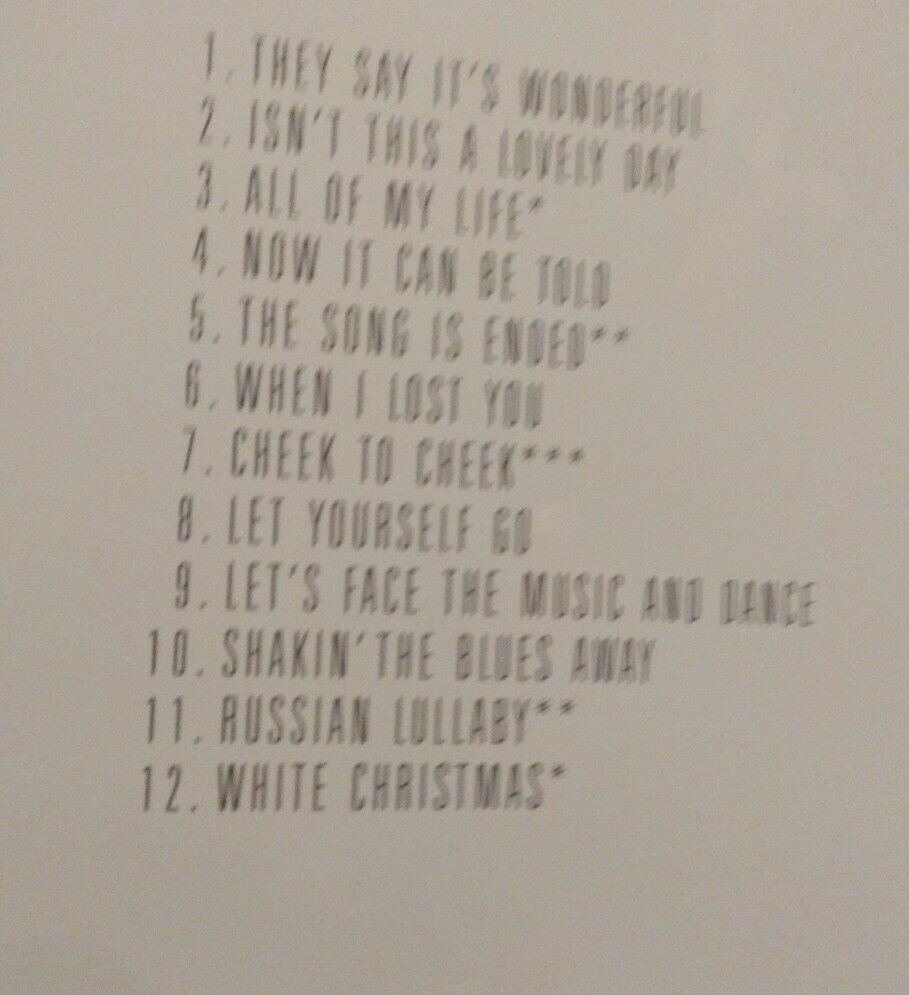 1. THEY SAY IT'S WONDERFUL
2. ISN'T THIS A LOVELY DAY
3. ALL OF MY LIFE*
4. NOW IT CAN BE TOLD
5. THE SONG IS ENDED**
6. WHEN I LOST YOU
7. CHEEK TO CHEEK***
8. LET YOURSELF GO
9. LET'S FACE THE MUSIC AND DANCE
10. SHAKIN' THE BLUES AWAY
11. RUSSIAN LULLABY**
12. WHITE CHRISTMAS*